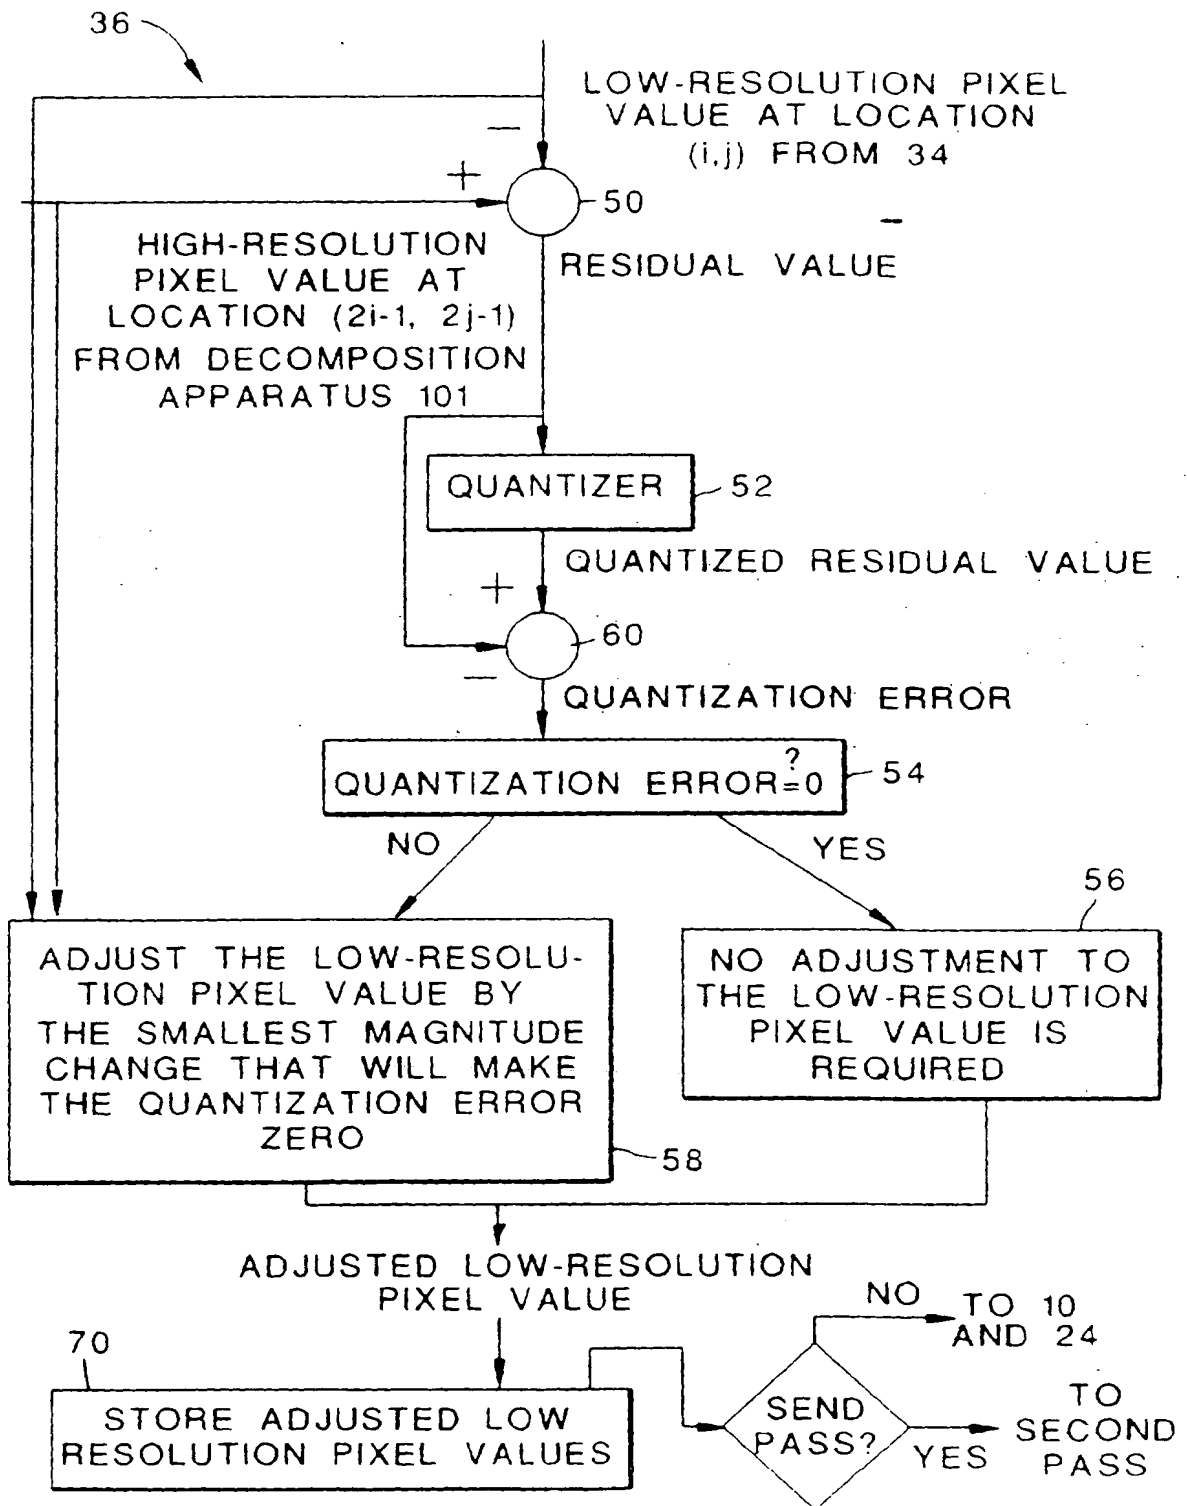 36
LOW-RESOLUTION PIXEL
VALUE AT LOCATION
(i,j) FROM 34
−
+
50
HIGH-RESOLUTION
PIXEL VALUE AT
LOCATION (2i-1, 2j-1)
FROM DECOMPOSITION
APPARATUS 101
RESIDUAL VALUE
QUANTIZER
52
QUANTIZED RESIDUAL VALUE
+
60
−
QUANTIZATION ERROR
?
QUANTIZATION ERROR=0
54
NO
YES
56
ADJUST THE LOW-RESOLU-
TION PIXEL VALUE BY
THE SMALLEST MAGNITUDE
CHANGE THAT WILL MAKE
THE QUANTIZATION ERROR
ZERO
58
NO ADJUSTMENT TO
THE LOW-RESOLUTION
PIXEL VALUE IS
REQUIRED
ADJUSTED LOW-RESOLUTION
PIXEL VALUE
NO
TO 10
AND 24
70
STORE ADJUSTED LOW
RESOLUTION PIXEL VALUES
SEND
PASS?
YES
TO
SECOND
PASS